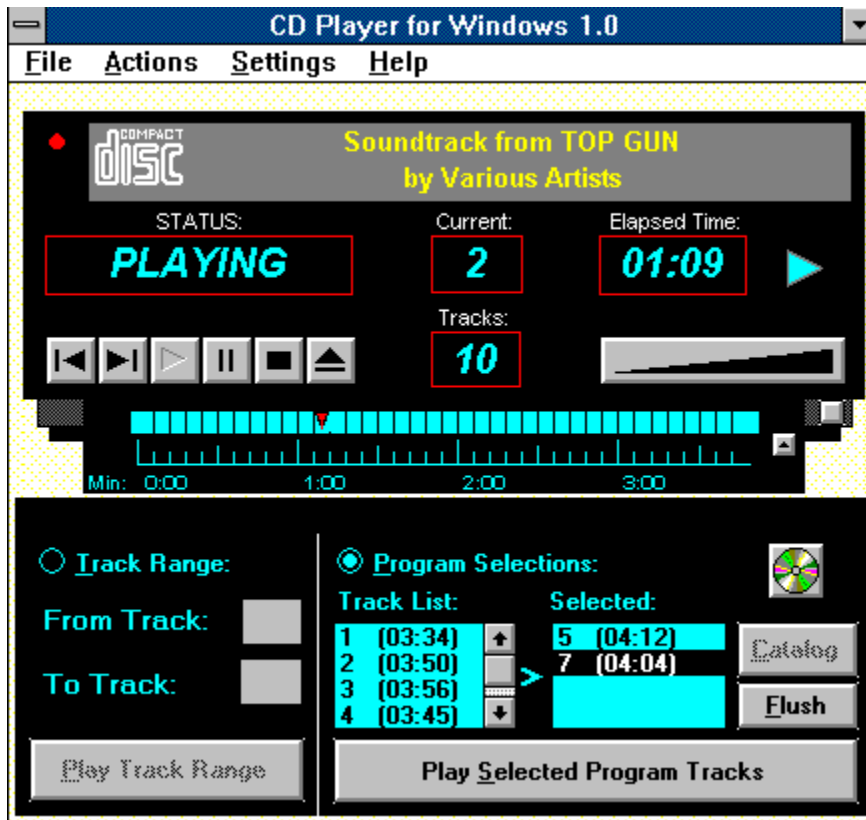 CD Player for Windows 1.0
File Actions Settings Help
COMPACT
disc
Soundtrack from TOP GUN
by Various Artists
STATUS: Current: Elapsed Time:
PLAYING 2 01:09
Tracks:
10
Min: 0:00 1:00 2:00 3:00
Track Range: Program Selections:
Track List: Selected:
From Track:
1 (03:34) 5 (04:12)
2 (03:50) 7 (04:04)
3 (03:56)
4 (03:45)
To Track:
Catalog
Flush
Play Track Range Play Selected Program Tracks